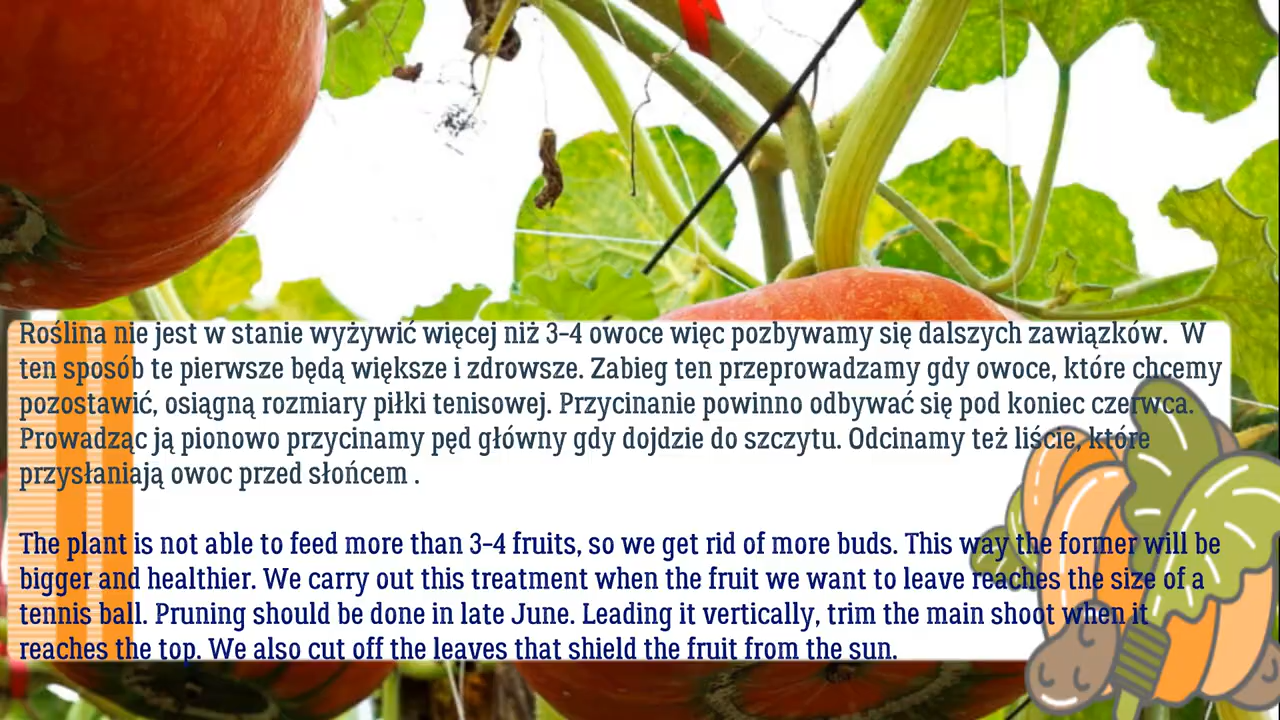 Roślina nie jest w stanie wyżywić więcej niż 3-4 owoce więc pozbywamy się dalszych zawiązków.  W
ten sposób te pierwsze będą większe i zdrowsze. Zabieg ten przeprowadzamy gdy owoce, które chcemy
pozostawić, osiągną rozmiary piłki tenisowej. Przycinanie powinno odbywać się pod koniec czerwca.
Prowadząc ją pionowo przycinamy pęd główny gdy dojdzie do szczytu. Odcinamy też liście, które
przysłaniają owoc przed słońcem .
The plant is not able to feed more than 3-4 fruits, so we get rid of more buds. This way the former will be
bigger and healthier. We carry out this treatment when the fruit we want to leave reaches the size of a
tennis ball. Pruning should be done in late June. Leading it vertically, trim the main shoot when it
reaches the top. We also cut off the leaves that shield the fruit from the sun.